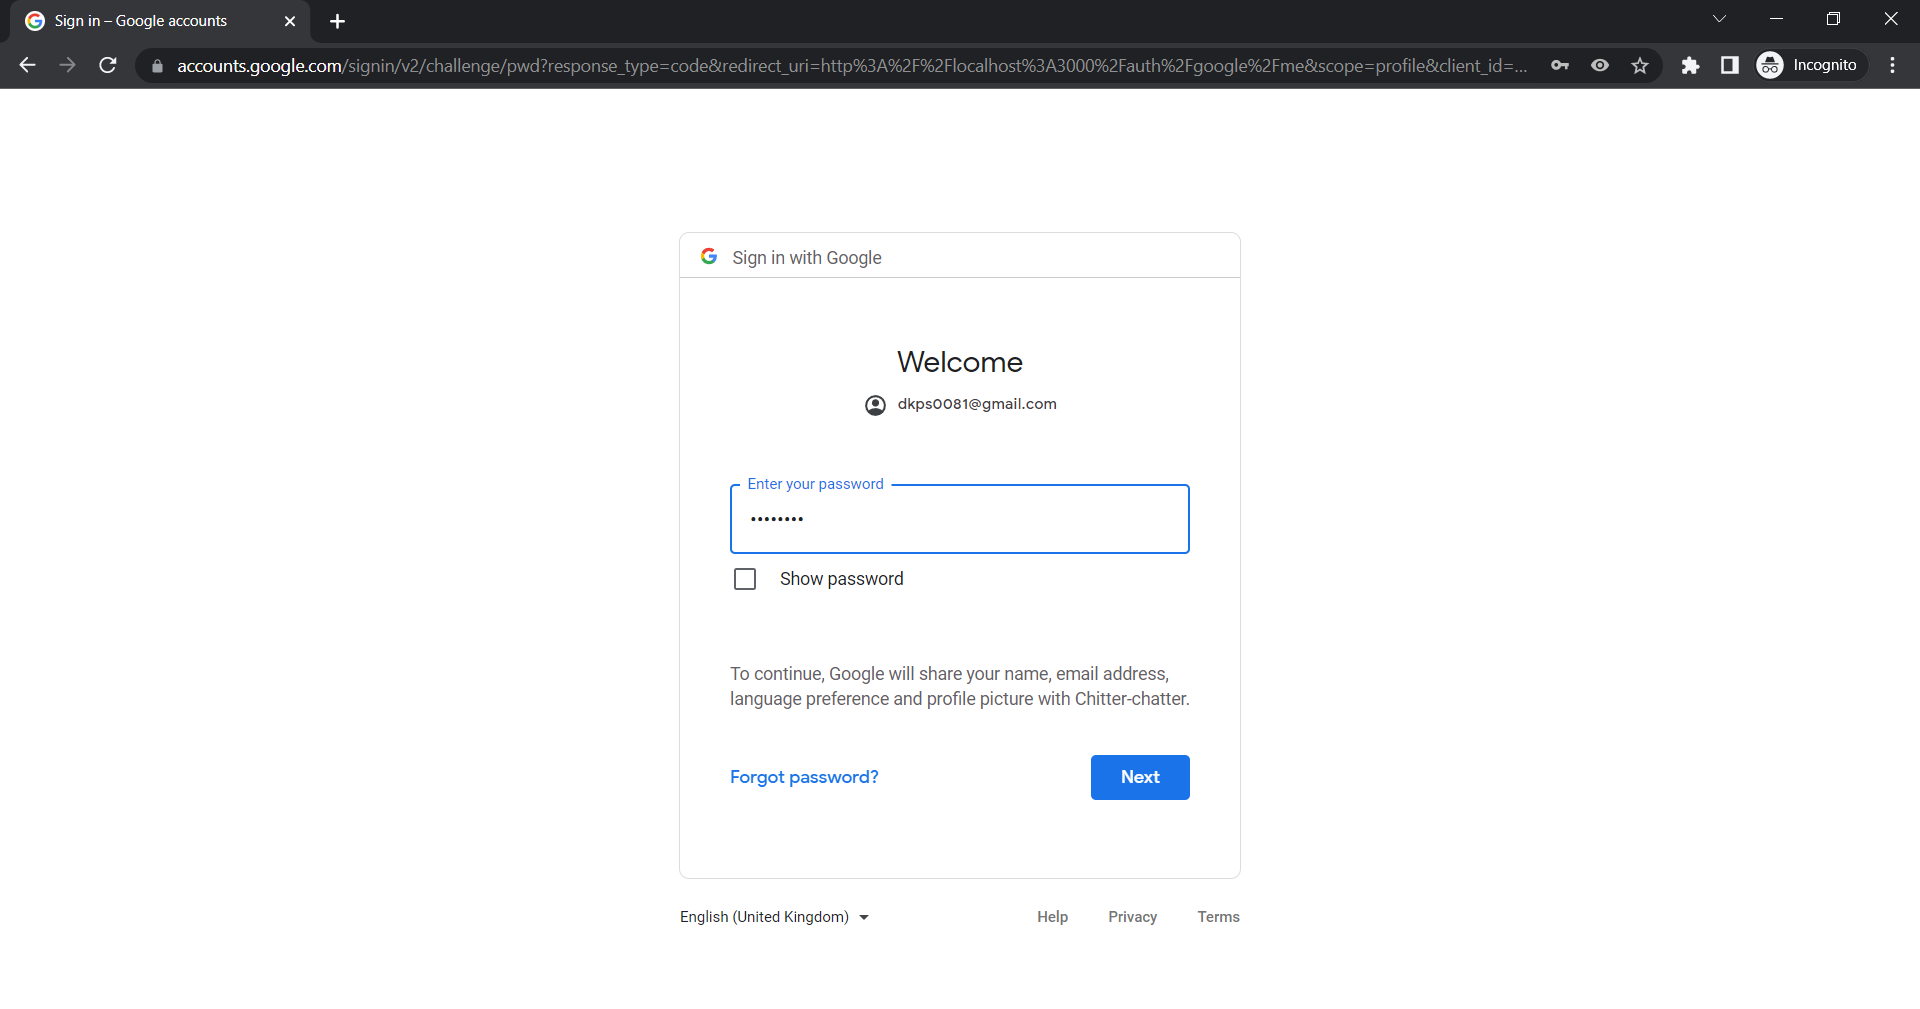 Sign in – Google accounts
accounts.google.com/signin/v2/challenge/pwd?response_type=code&redirect_uri=http%3A%2F%2Flocalhost%3A3000%2Fauth%2Fgoogle%2Fme&scope=profile&client_id=...
Incognito
Sign in with Google
Welcome
dkps0081@gmail.com
Enter your password
••••••••
Show password
To continue, Google will share your name, email address,
language preference and profile picture with Chitter-chatter.
Forgot password?
Next
English (United Kingdom)
Help
Privacy
Terms